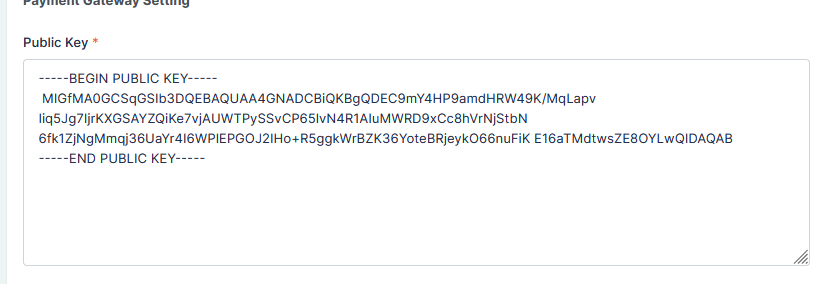 Payment Gateway Setting
Public Key *
-----BEGIN PUBLIC KEY-----
MIGfMA0GCSqGSIb3DQEBAQUAA4GNADCBiQKBgQDEC9mY4HP9amdHRW49K/MqLapv
liq5Jg7IjrKXGSAYZQiKe7vjAUWTPySSvCP65IvN4R1AIuMWRD9xCc8hVrNjStbN
6fk1ZjNgMmqj36UaYr4I6WPIEPGOJ2IHo+R5ggkWrBZK36YoteBRjeykO66nuFiK E16aTMdtwsZE8OYLwQIDAQAB
-----END PUBLIC KEY-----